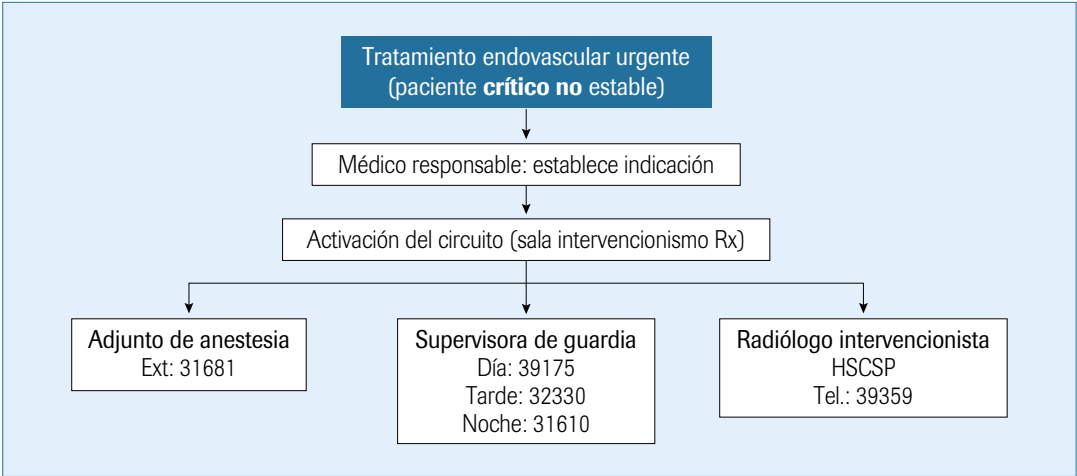 Tratamiento endovascular urgente
(paciente crítico no estable)
Médico responsable: establece indicación
Activación del circuito (sala intervencionismo Rx)
Adjunto de anestesia
Ext: 31681
Supervisora de guardia
Día: 39175
Tarde: 32330
Noche: 31610
Radiólogo intervencionista
HSCSP
Tel.: 39359